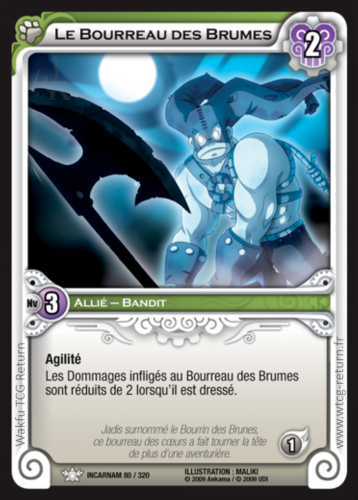 Le Bourreau des Brumes
2
Nv 3
Allié – Bandit
Agilité
Les Dommages infligés au Bourreau des Brumes
sont réduits de 2 lorsqu'il est dressé.
Jadis surnommé le Bourrin des Brunes,
ce bourreau des cœurs a fait tourner la tête
de plus d'une aventurière.
1
INCARNAM 80 / 320
ILLUSTRATION : MALIKI
© 2009 Ankama / © 2009 UDI
Wakfu TCG Return
www.wtcg-return.fr